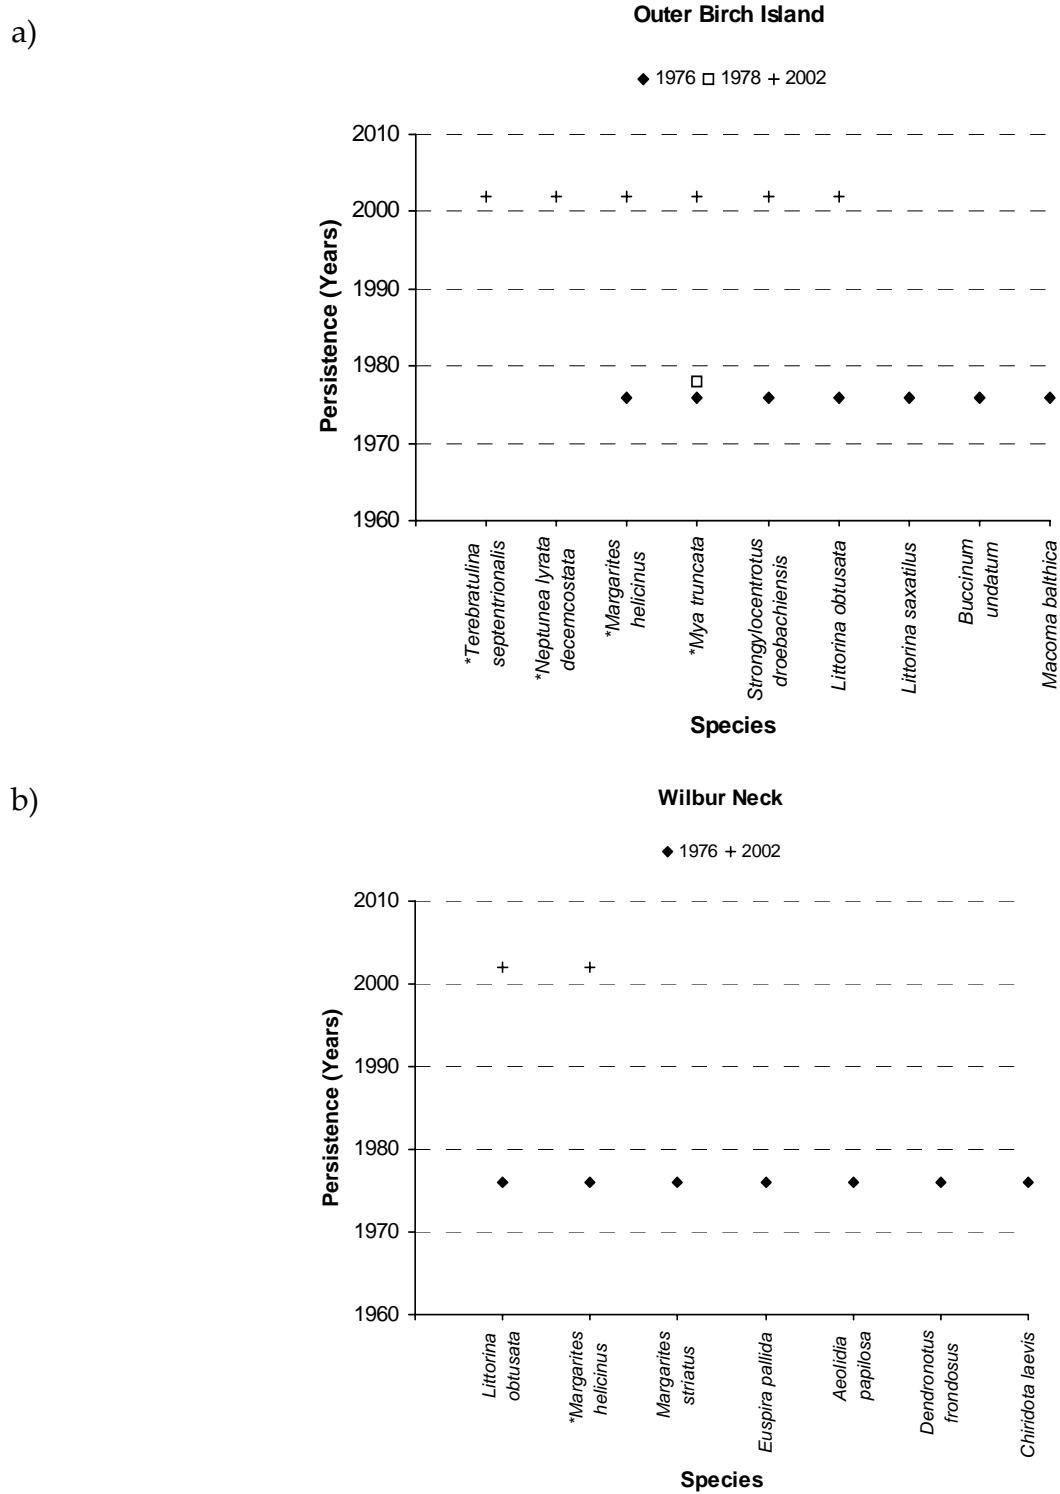 a)
Outer Birch Island
1976 1978 2002
2010
2000
1990
1980
1970
1960
Persistence (Years)
*Terebratulina
septentrionalis
*Neptunea lyrata
decemcostata
*Margarites
helicinus
*Mya truncata
Strongylocentrotus
droebachiensis
Littorina obtusata
Littorina saxatilus
Buccinum
undatum
Macoma balthica
Species
b)
Wilbur Neck
1976 2002
2010
2000
1990
1980
1970
1960
Persistence (Years)
Littorina
obtusata
*Margarites
helicinus
Margarites
striatus
Euspira pallida
Aeolidia
papilosa
Dendronotus
frondosus
Chiridota laevis
Species